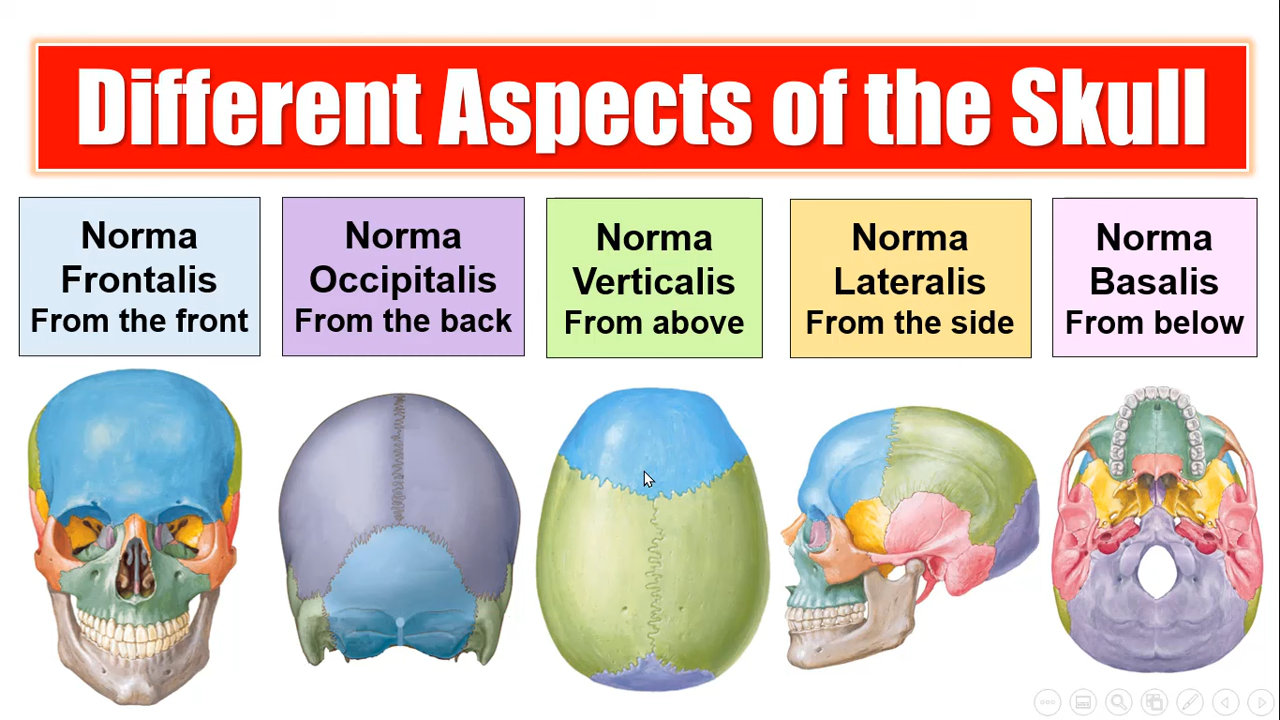 Different Aspects of the Skull
Norma
Frontalis
From the front
Norma
Occipitalis
From the back
Norma
Verticalis
From above
Norma
Lateralis
From the side
Norma
Basalis
From below